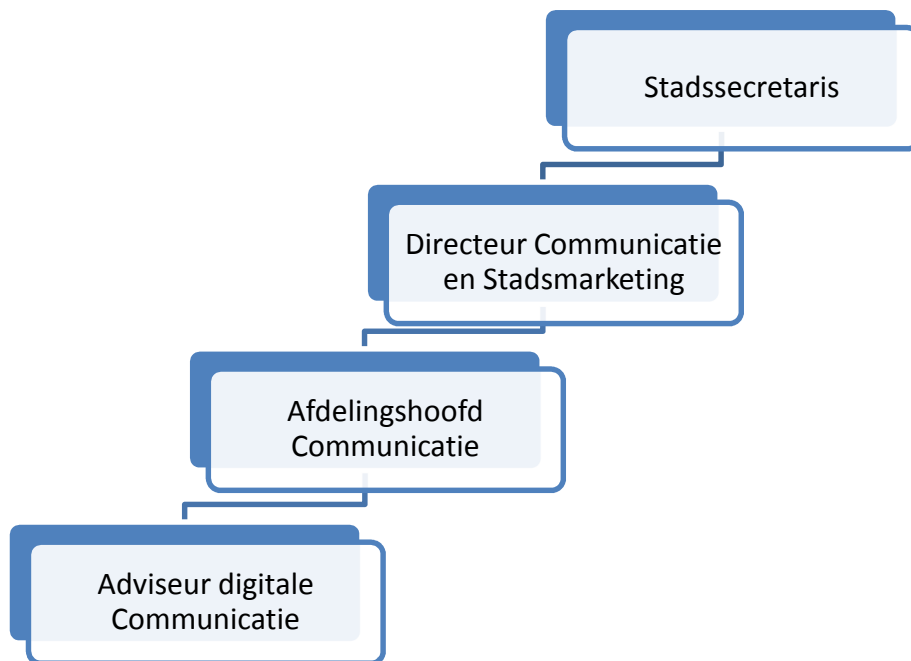 Stadssecretaris
Directeur Communicatie
en Stadsmarketing
Afdelingshoofd
Communicatie
Adviseur digitale
Communicatie